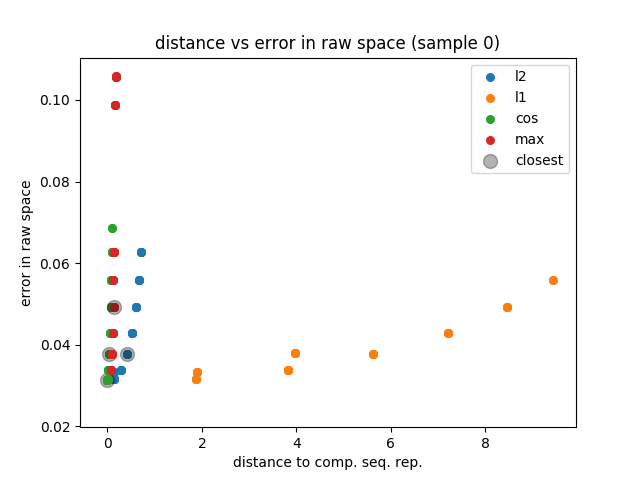 distance vs error in raw space (sample 0)
l2
l1
cos
max
closest
error in raw space
0.10
0.08
0.06
0.04
0.02
0
2
4
6
8
distance to comp. seq. rep.